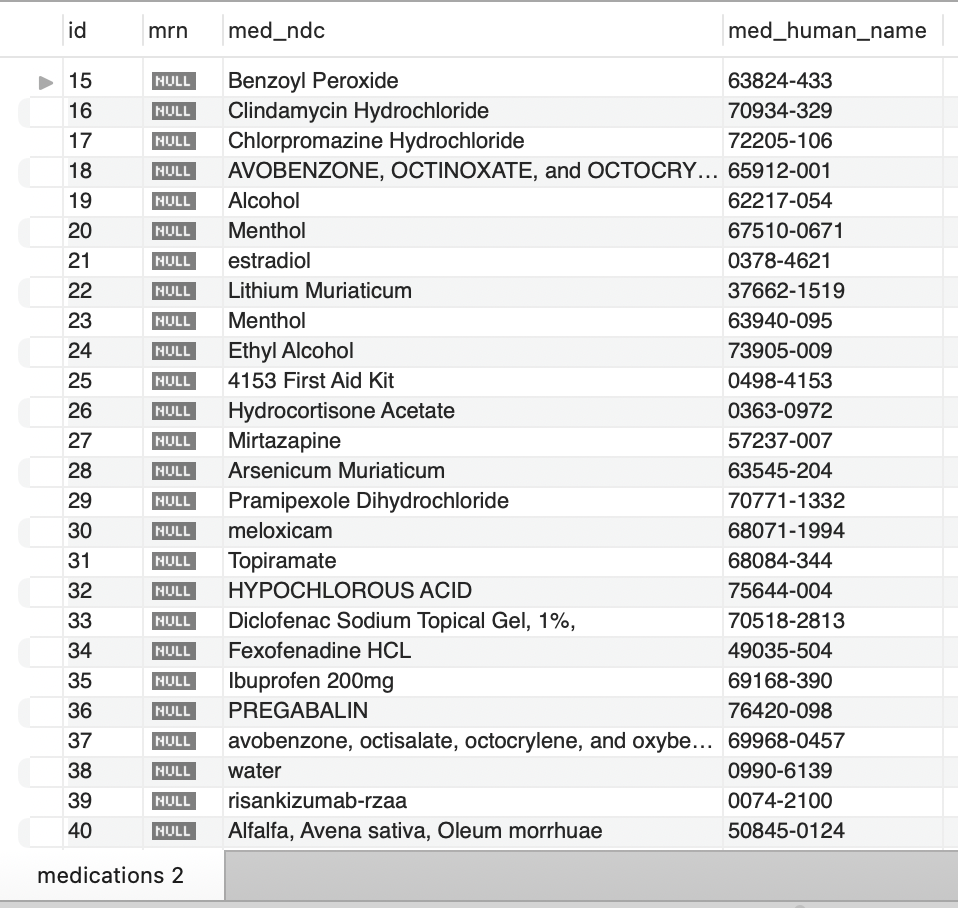 id mrn med_ndc med_human_name
15 NULL Benzoyl Peroxide 63824-433
16 NULL Clindamycin Hydrochloride 70934-329
17 NULL Chlorpromazine Hydrochloride 72205-106
18 NULL AVOBENZONE, OCTINOXATE, and OCTOCRY... 65912-001
19 NULL Alcohol 62217-054
20 NULL Menthol 67510-0671
21 NULL estradiol 0378-4621
22 NULL Lithium Muriaticum 37662-1519
23 NULL Menthol 63940-095
24 NULL Ethyl Alcohol 73905-009
25 NULL 4153 First Aid Kit 0498-4153
26 NULL Hydrocortisone Acetate 0363-0972
27 NULL Mirtazapine 57237-007
28 NULL Arsenicum Muriaticum 63545-204
29 NULL Pramipexole Dihydrochloride 70771-1332
30 NULL meloxicam 68071-1994
31 NULL Topiramate 68084-344
32 NULL HYPOCHLOROUS ACID 75644-004
33 NULL Diclofenac Sodium Topical Gel, 1%, 70518-2813
34 NULL Fexofenadine HCL 49035-504
35 NULL Ibuprofen 200mg 69168-390
36 NULL PREGABALIN 76420-098
37 NULL avobenzone, octisalate, octocrylene, and oxybe... 69968-0457
38 NULL water 0990-6139
39 NULL risankizumab-rzaa 0074-2100
40 NULL Alfalfa, Avena sativa, Oleum morrhuae 50845-0124
medications 2